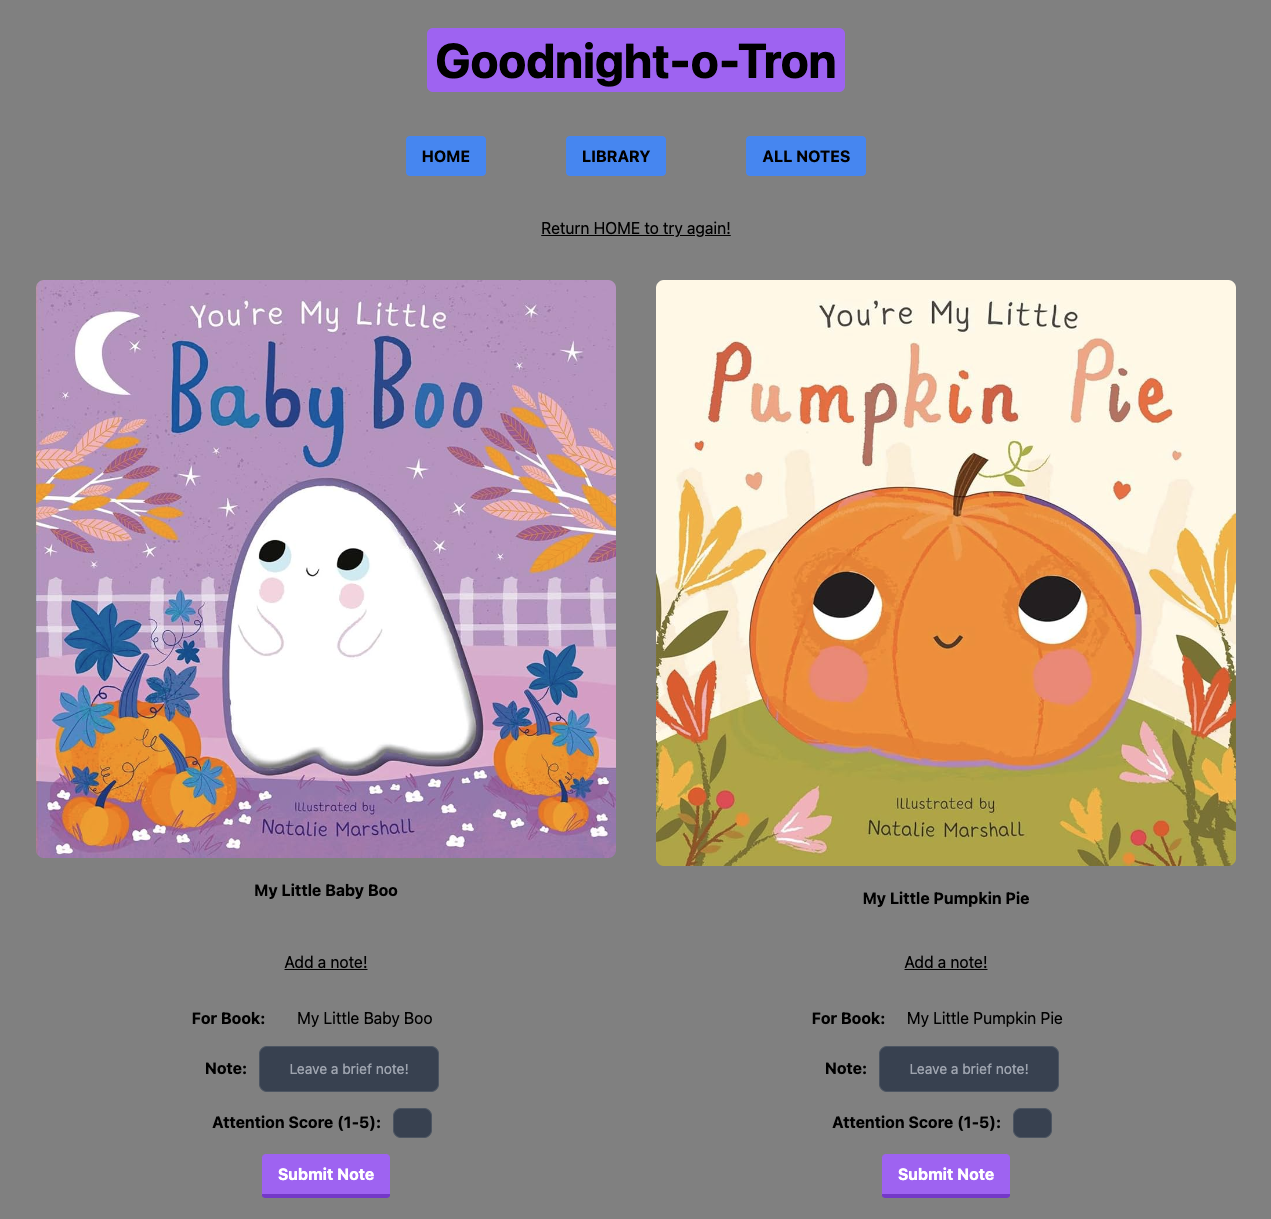 Goodnight-o-Tron
HOME
LIBRARY
ALL NOTES
Return HOME to try again!
You're My Little
Baby Boo
Illustrated by
Natalie Marshall
My Little Baby Boo
Add a note!
For Book: My Little Baby Boo
Note: Leave a brief note!
Attention Score (1-5):
Submit Note
You're My Little
Pumpkin Pie
Illustrated by
Natalie Marshall
My Little Pumpkin Pie
Add a note!
For Book: My Little Pumpkin Pie
Note: Leave a brief note!
Attention Score (1-5):
Submit Note